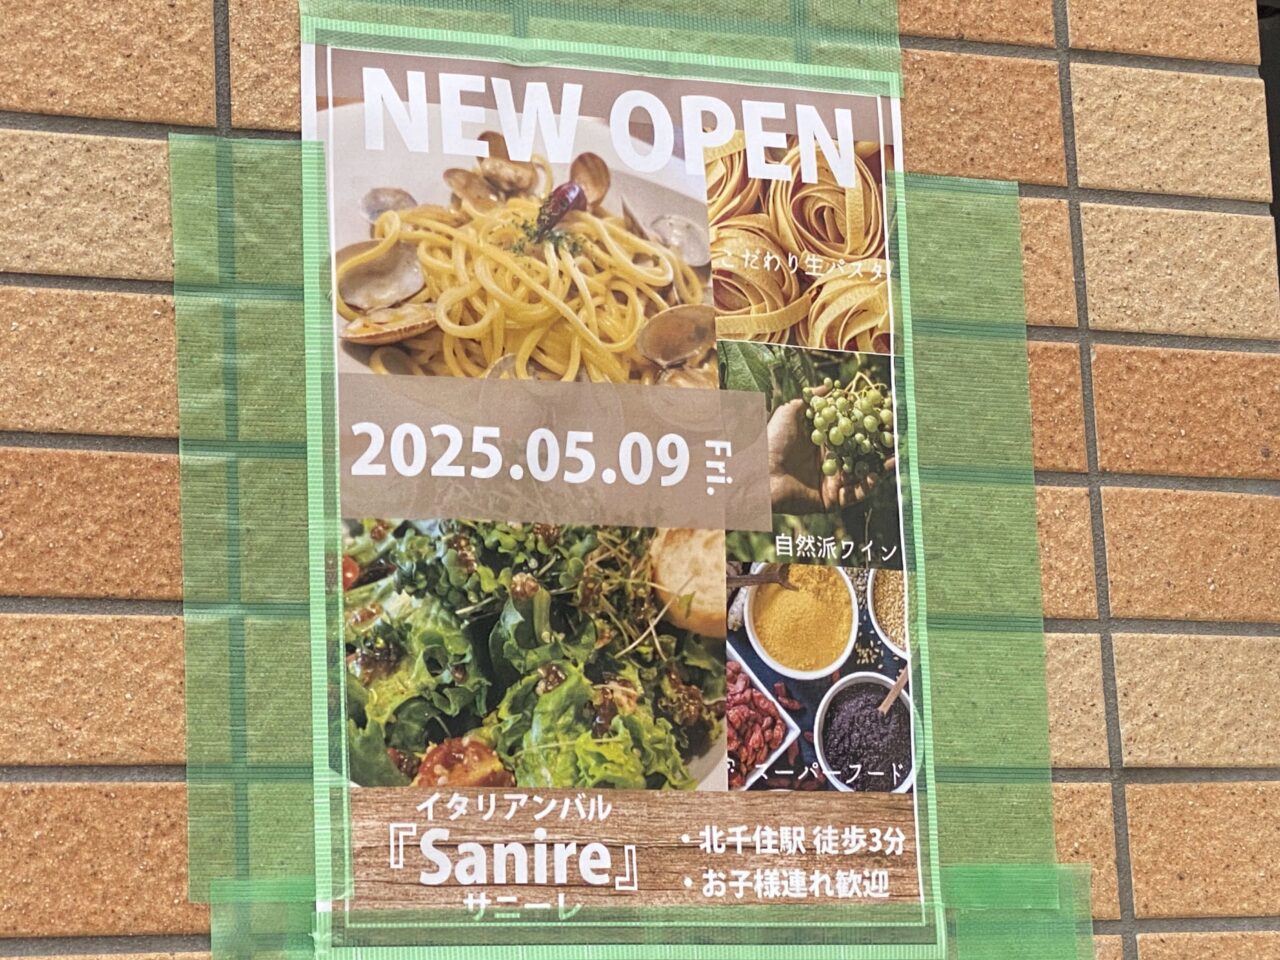 NEW OPEN
こだわり生パスタ
2025.05.09 Fri.
自然派ワイン
スーパーフード
イタリアンバル
『Sanire』
サニーレ
・北千住駅 徒歩3分
・お子様連れ歓迎